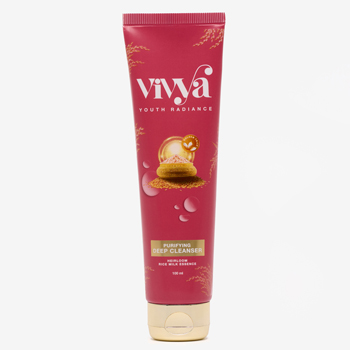 vivya
YOUTH RADIANCE
PURIFYING
DEEP CLEANSER
HEIRLOOM
RICE MILK ESSENCE
100 ml